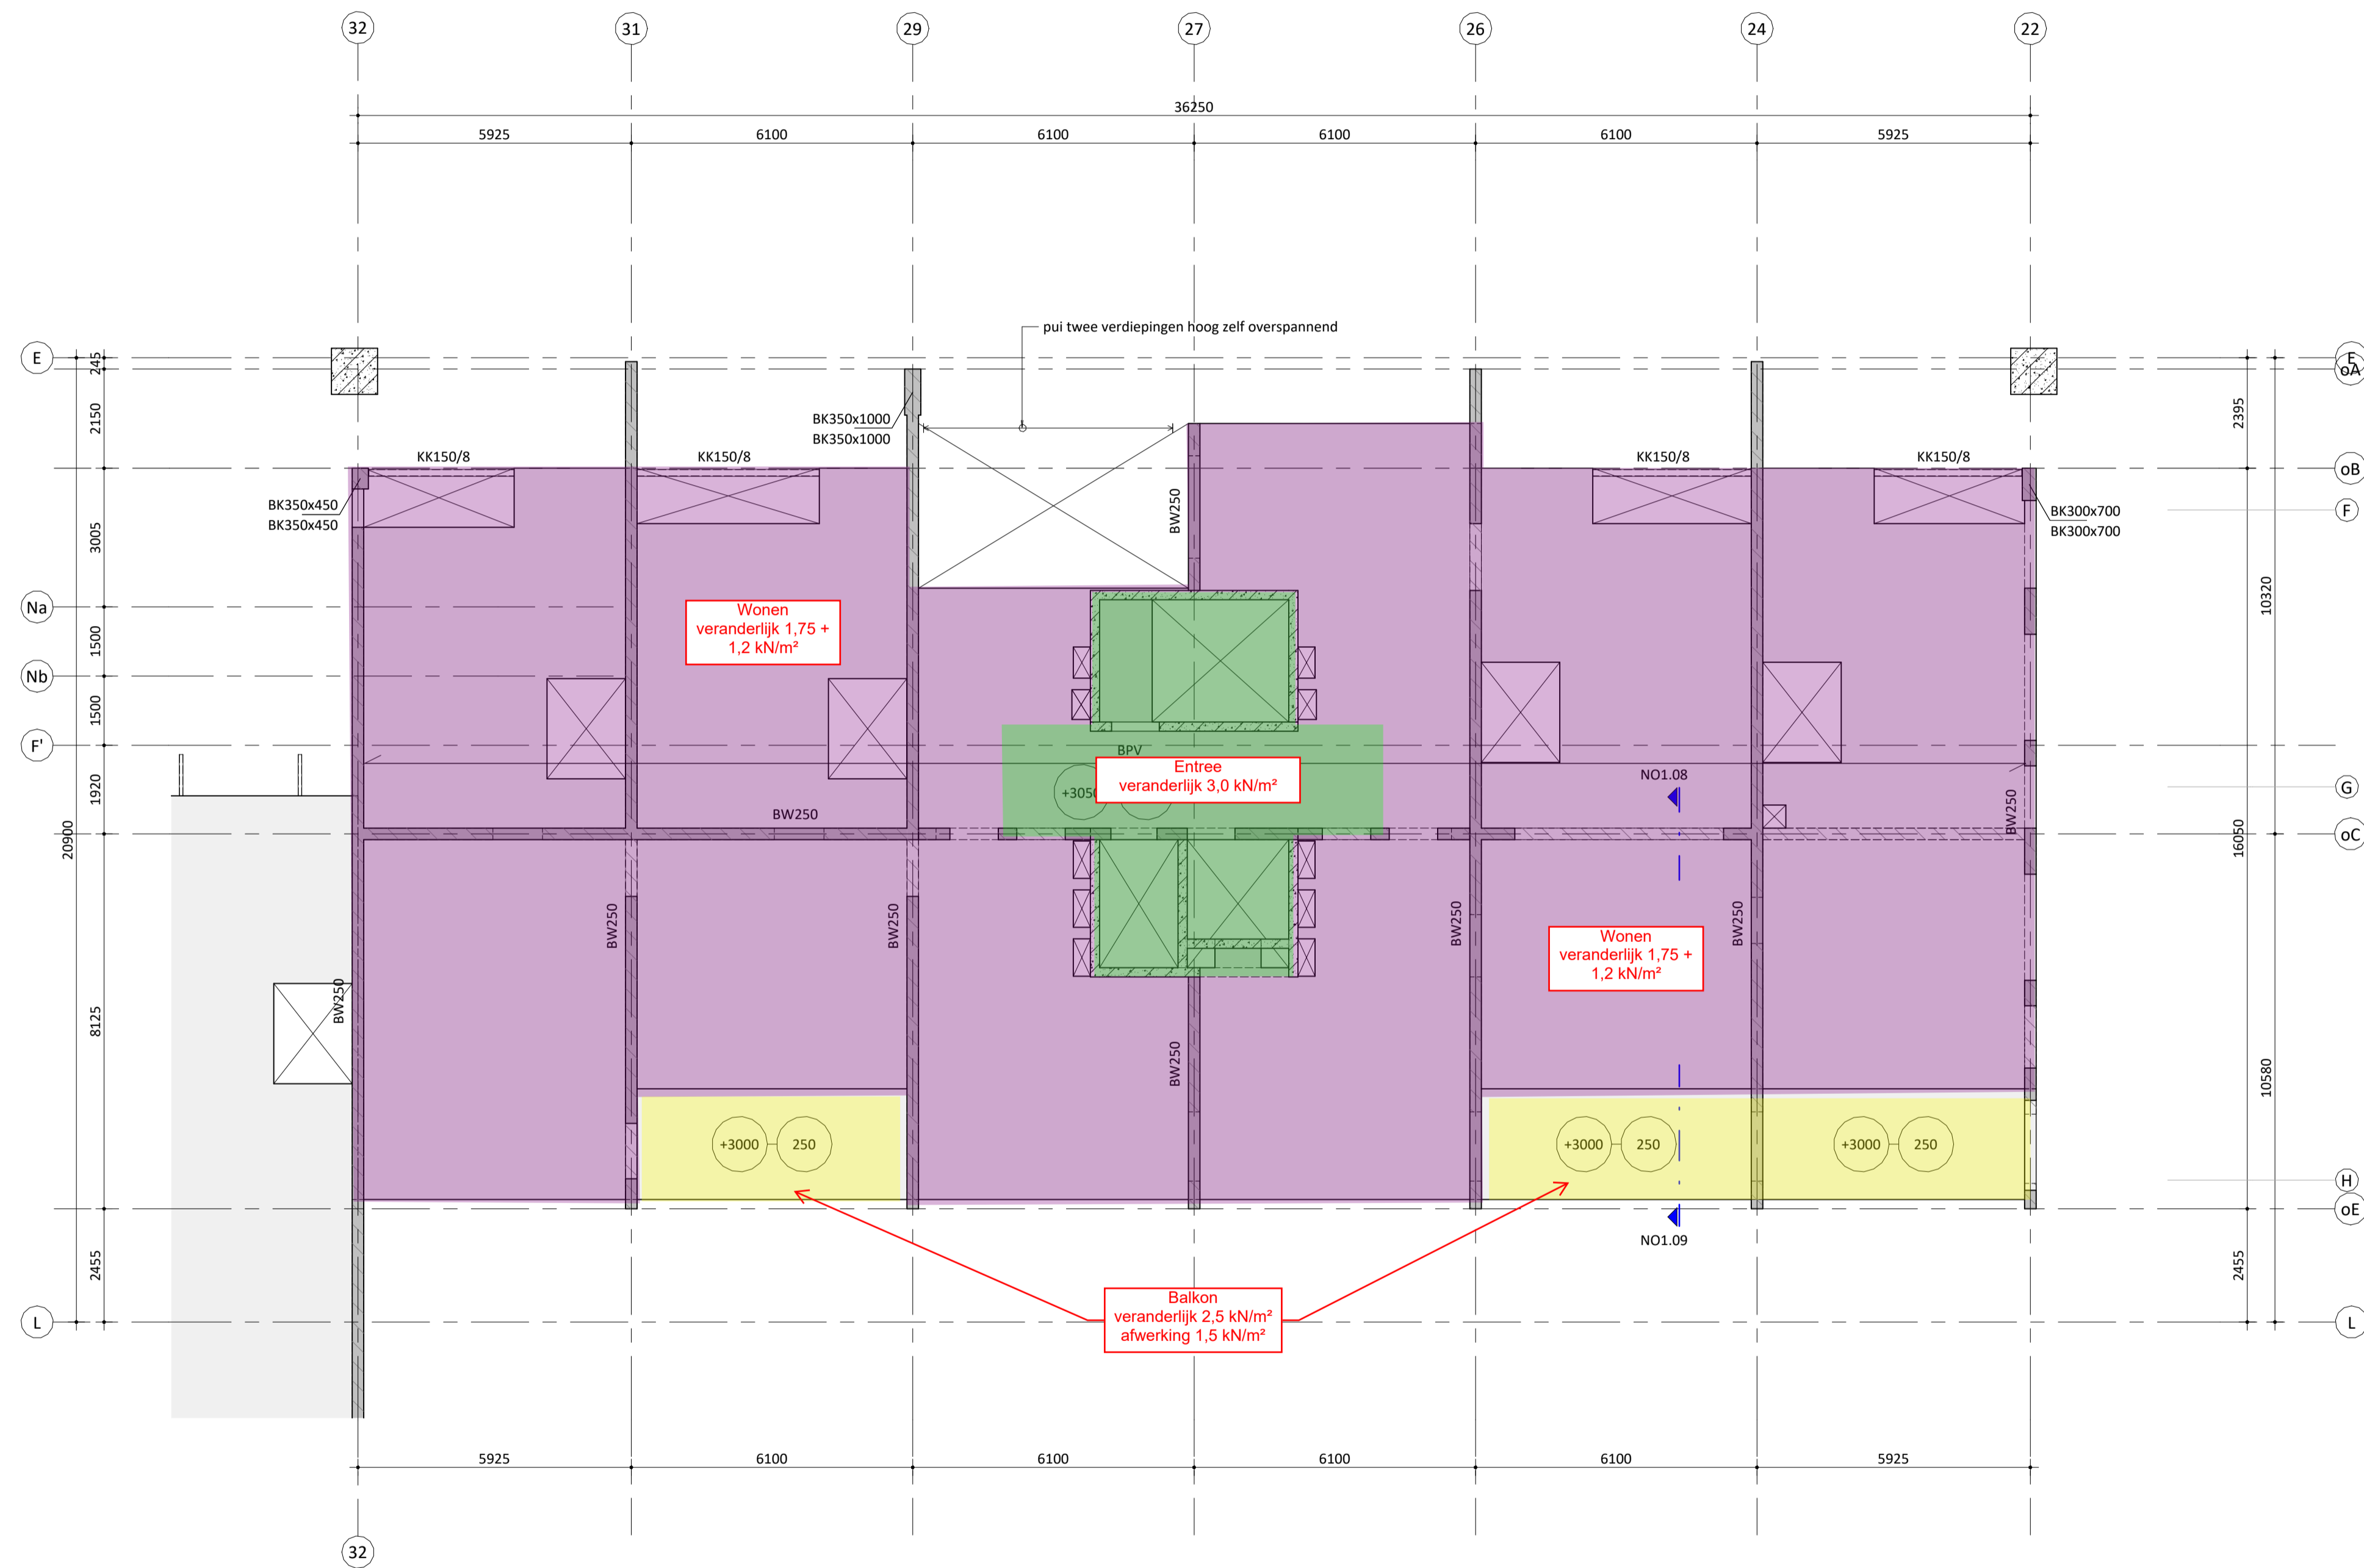 32
31
29
27
26
24
22
36250
5925
6100
6100
6100
6100
5925
pui twee verdiepingen hoog zelf overspannend
E
245
E
oA
2150
2395
BK350x1000
BK350x1000
KK150/8
KK150/8
KK150/8
KK150/8
oB
BK350x450
BK350x450
BW250
BK300x700
BK300x700
F
3005
Na
Wonen
veranderlijk 1,75 +
1,2 kN/m²
10320
1500
Nb
1500
F'
BPV
Entree
veranderlijk 3,0 kN/m²
+3050
NO1.08
G
1920
BW250
BW250
20900
16050
oC
BW250
BW250
BW250
BW250
Wonen
veranderlijk 1,75 +
1,2 kN/m²
BW250
8125
BW250
10580
+3000
250
+3000
250
+3000
250
H
oE
NO1.09
2455
2455
Balkon
veranderlijk 2,5 kN/m²
afwerking 1,5 kN/m²
L
L
5925
6100
6100
6100
6100
5925
32